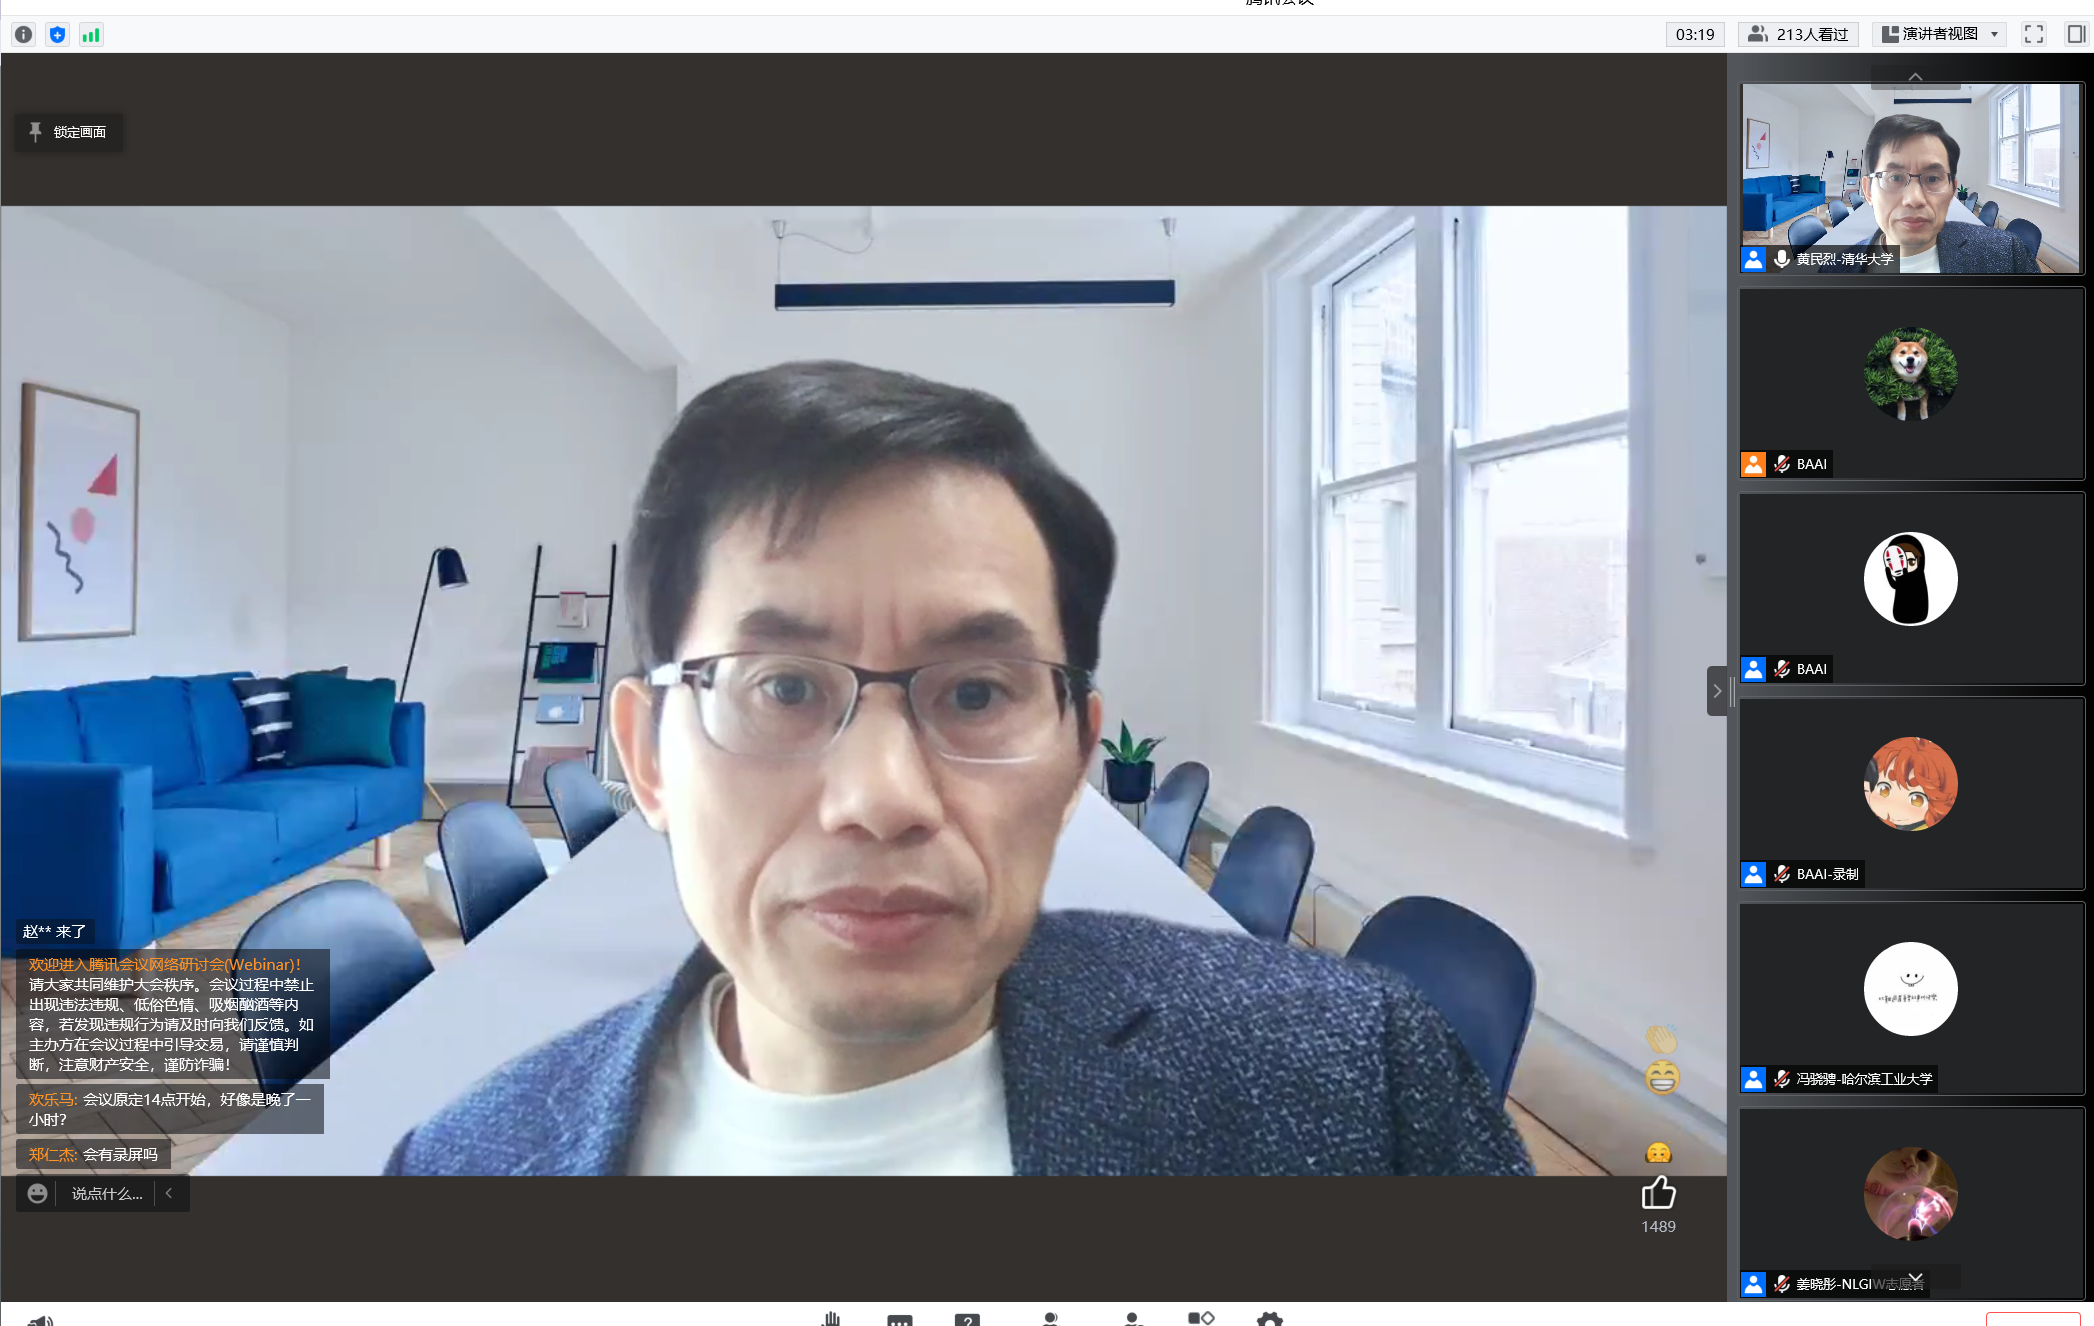 腾讯会议
03:19
213人看过
演讲者视图
锁定画面
黄民烈-清华大学
BAAI
BAAI
BAAI-录制
冯骁骋-哈尔滨工业大学
姜晓彤-NLGIW志愿者
赵** 来了
欢迎进入腾讯会议网络研讨会(Webinar)!
请大家共同维护大会秩序。会议过程中禁止
出现违法违规、低俗色情、吸烟酗酒等内
容，若发现违规行为请及时向我们反馈。如
主办方在会议过程中引导交易，请谨慎判
断，注意财产安全，谨防诈骗!
欢乐马: 会议原定14点开始，好像是晚了一
小时?
郑仁杰: 会有录屏吗
说点什么...
1489